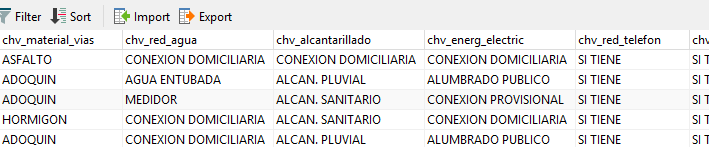 Filter Sort Import Export
chv_material_vias chv_red_agua chv_alcantarillado chv_energ_electric chv_red_telefon
ASFALTO CONEXION DOMICILIARIA CONEXION DOMICILIARIA CONEXION DOMICILIARIA SI TIENE SI T
ADOQUIN AGUA ENTUBADA ALCAN. PLUVIAL ALUMBRADO PUBLICO SI TIENE SI T
ADOQUIN MEDIDOR ALCAN. SANITARIO CONEXION PROVISIONAL SI TIENE SI T
HORMIGON CONEXION DOMICILIARIA ALCAN. SANITARIO CONEXION DOMICILIARIA SI TIENE SI T
ADOQUIN CONEXION DOMICILIARIA ALCAN. PLUVIAL ALUMBRADO PUBLICO SI TIENE SI T